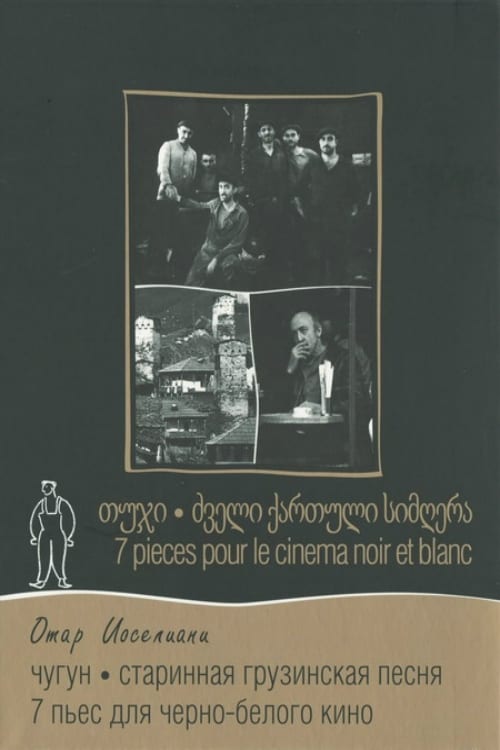 თუჯი • ძველი ქართული სიმღერა
7 pieces pour le cinema noir et blanc
Отар Иоселиани
чугун • старинная грузинская песня
7 пьес для черно-белого кино